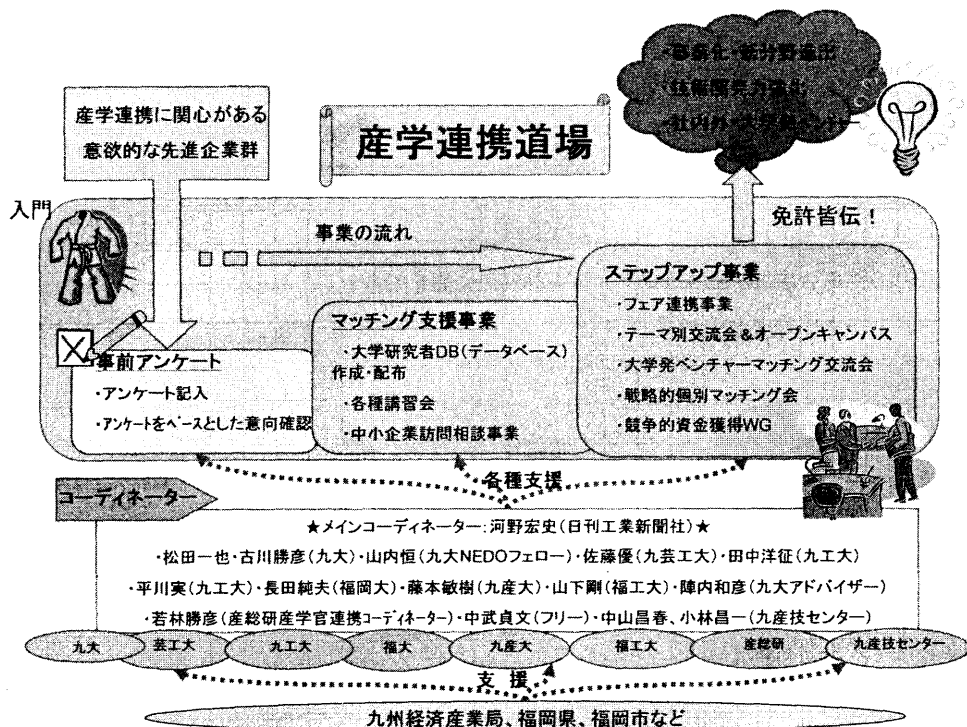 産学連携に関心がある
意欲的な先進企業群
産学連携道場
入門
事業の流れ
免許皆伝！
事前アンケート
・アンケート記入
・アンケートをベースとした意向確認
マッチング支援事業
・大学研究者DB(データベース)
作成・配布
・各種講習会
・中小企業訪問相談事業
ステップアップ事業
・フェア連携事業
・テーマ別交流会＆オープンキャンパス
・大学発ベンチャーマッチング交流会
・戦略的個別マッチング会
・競争的資金獲得WG
各種支援
コーディネーター
★メインコーディネーター:河野宏史(日刊工業新聞社)★
・松田一也・古川勝彦(九大)・山内恒(九大NEDOフェロー)・佐藤優(九芸工大)・田中洋征(九工大)
・平川実(九工大)・長田純夫(福岡大)・藤本敏樹(九産大)・山下剛(福工大)・陣内和彦(九大アドバイザー)
・若林勝彦(産総研産学官連携コーディネーター)・中武貞文(フリー)・中山昌春、小林昌一(九産技センター)
九大 芸工大 九工大 福大 九産大 福工大 産総研 九産技センター
支 援
九州経済産業局、福岡県、福岡市など